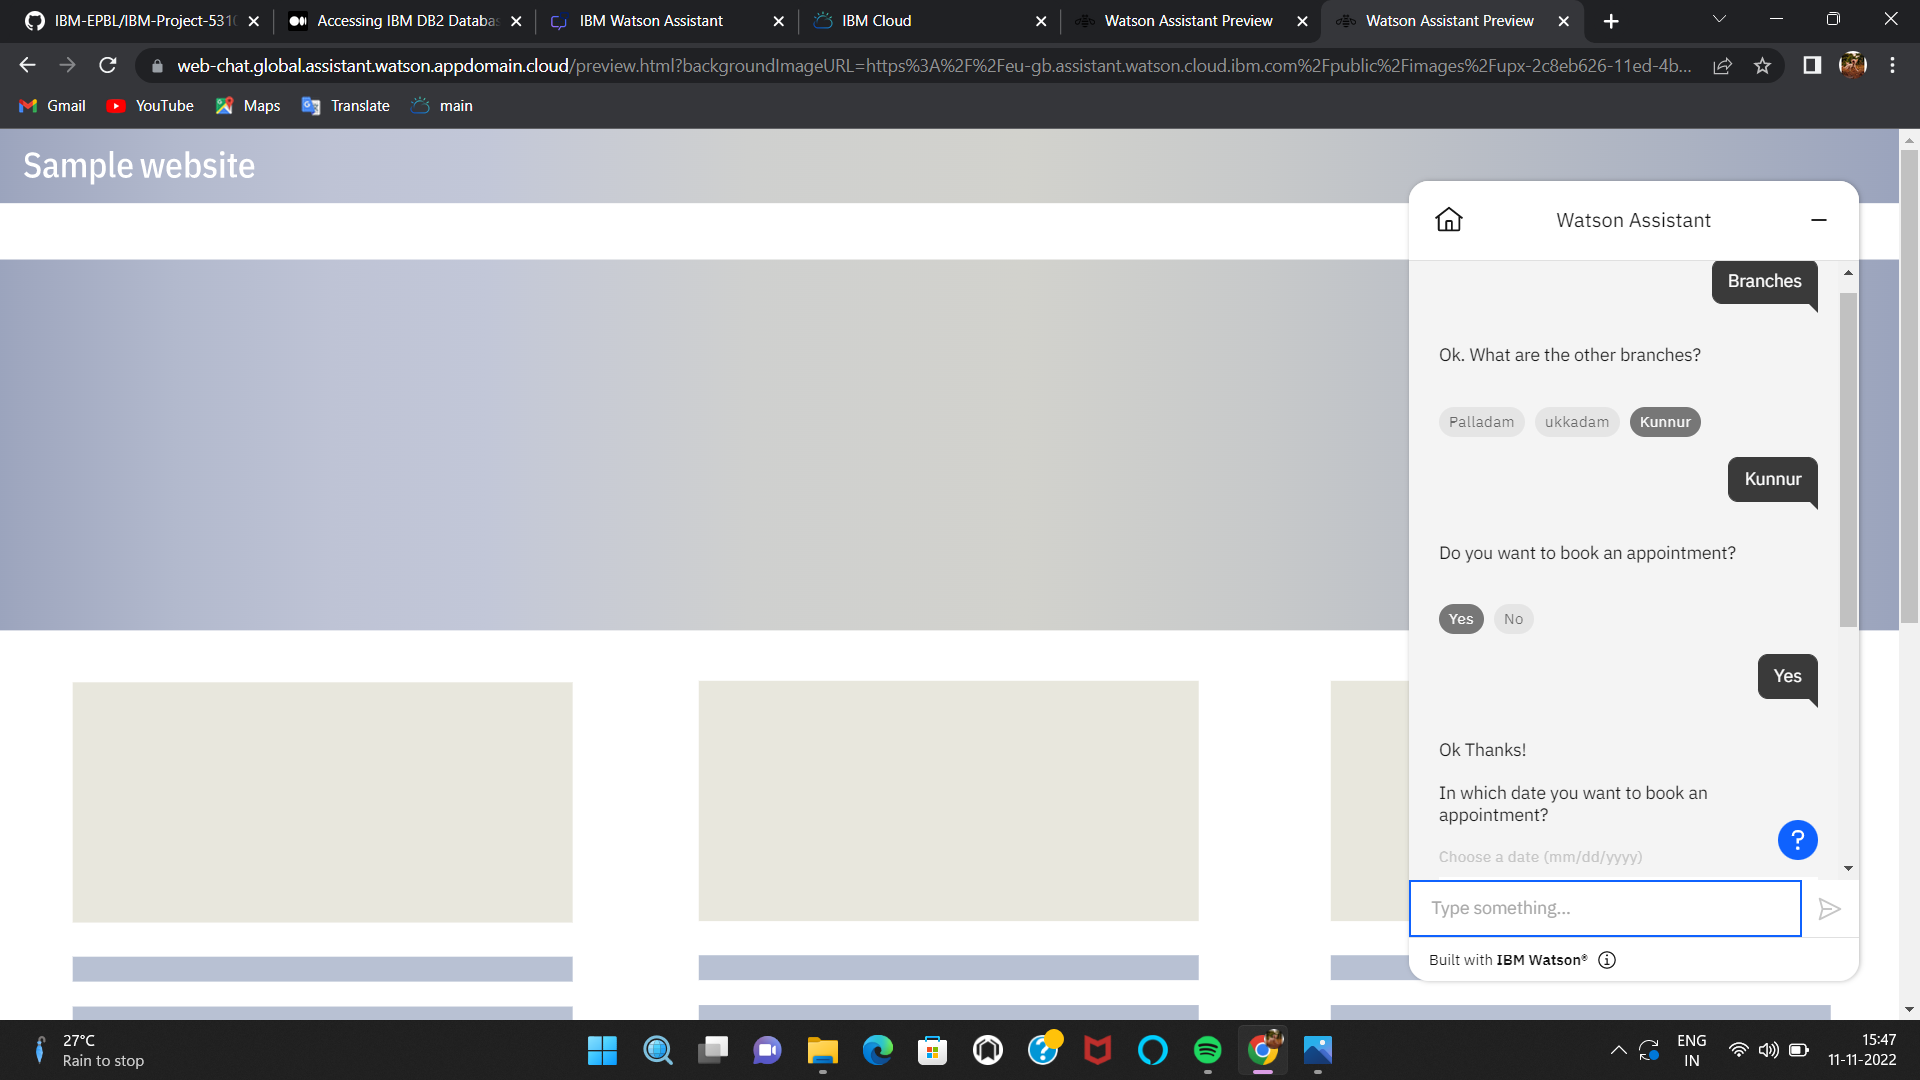 IBM-EPBL/IBM-Project-5310
Accessing IBM DB2 Databas
IBM Watson Assistant
IBM Cloud
Watson Assistant Preview
Watson Assistant Preview
web-chat.global.assistant.watson.appdomain.cloud/preview.html?backgroundImageURL=https%3A%2F%2Feu-gb.assistant.watson.cloud.ibm.com%2Fpublic%2Fimages%2Fupx-2c8eb626-11ed-4b...
Gmail
YouTube
Maps
Translate
main
Sample website
Watson Assistant
Branches
Ok. What are the other branches?
Palladam ukkadam Kunnur
Kunnur
Do you want to book an appointment?
Yes No
Yes
Ok Thanks!
In which date you want to book an
appointment?
Choose a date (mm/dd/yyyy)
?
Type something...
Built with IBM Watson®
27°C
Rain to stop
ENG
IN
15:47
11-11-2022